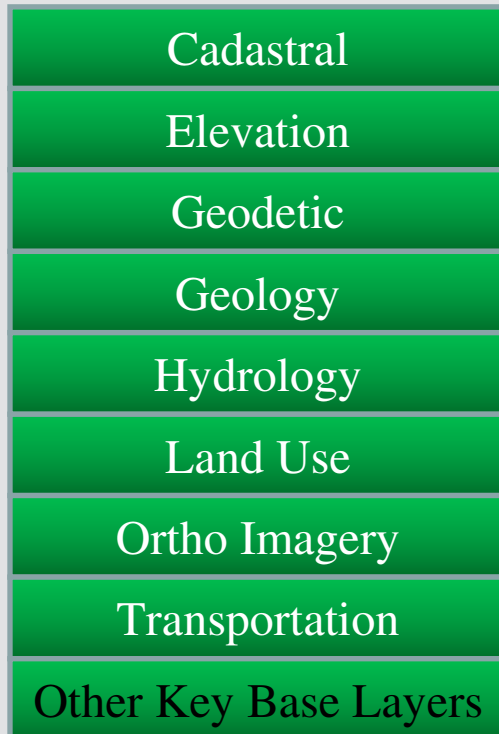 Cadastral
Elevation
Geodetic
Geology
Hydrology
Land Use
Ortho Imagery
Transportation
Other Key Base Layers